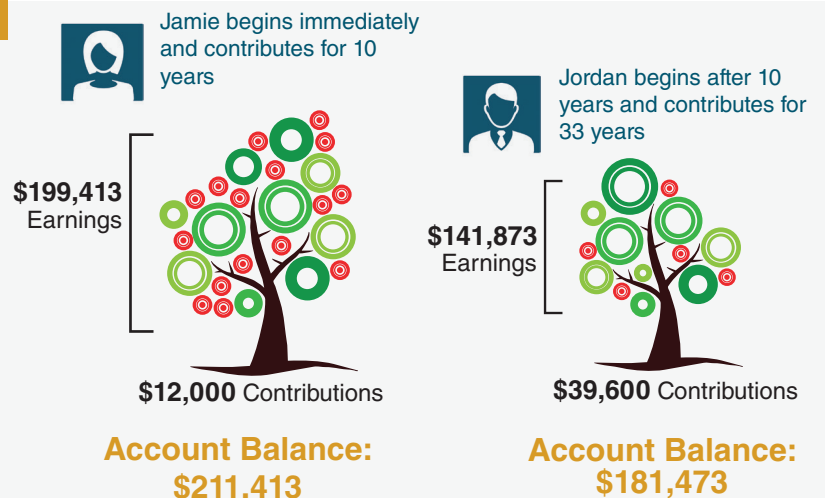 Jamie begins immediately
and contributes for 10
years
$199,413
Earnings
$12,000 Contributions
Account Balance:
$211,413
Jordan begins after 10
years and contributes for
33 years
$141,873
Earnings
$39,600 Contributions
Account Balance:
$181,473